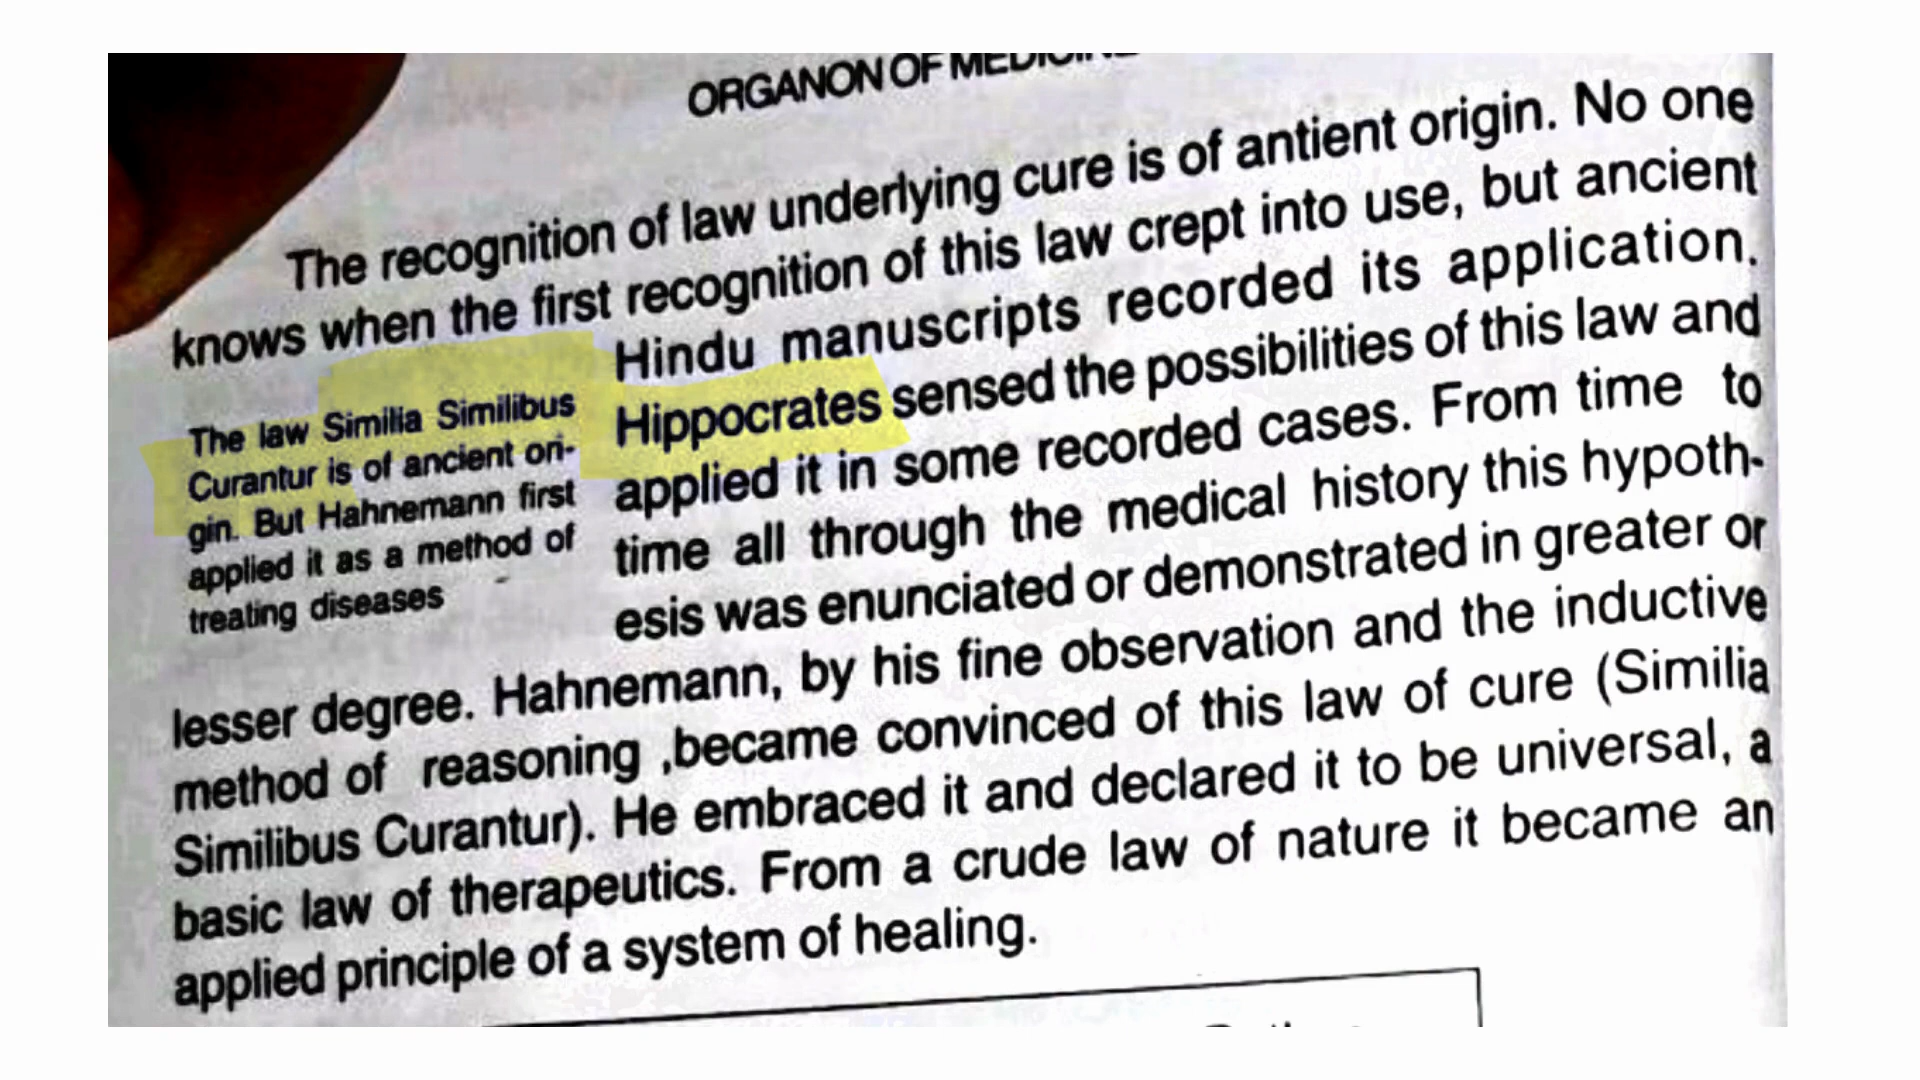 ORGANON OF MEDICINE
The recognition of law underlying cure is of antient origin. No one
knows when the first recognition of this law crept into use, but ancient
Hindu manuscripts recorded its application.
Hippocrates sensed the possibilities of this law and
applied it in some recorded cases. From time to
time all through the medical history this hypoth-
esis was enunciated or demonstrated in greater or
The law Similia Similibus
Curantur is of ancient ori-
gin. But Hahnemann first
applied it as a method of
treating diseases
lesser degree. Hahnemann, by his fine observation and the inductive
method of reasoning ,became convinced of this law of cure (Similia
Similibus Curantur). He embraced it and declared it to be universal, a
basic law of therapeutics. From a crude law of nature it became an
applied principle of a system of healing.